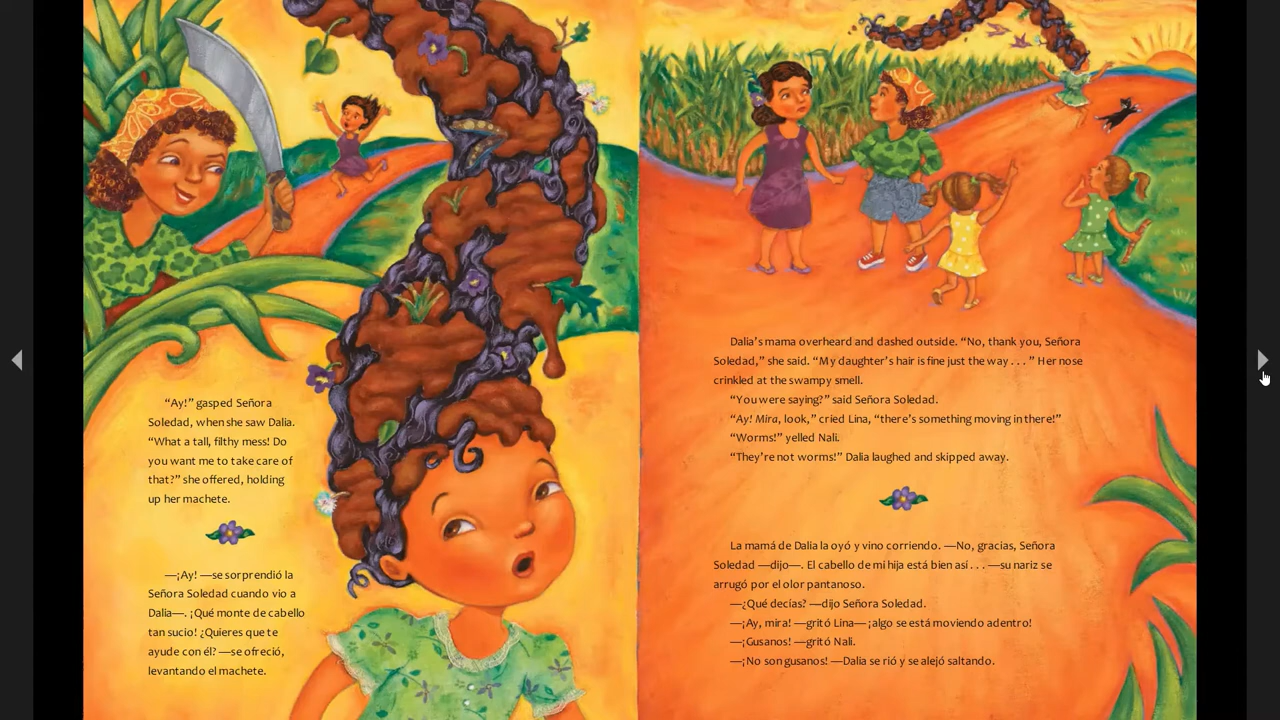 “Ay!” gasped Señora
Soledad, when she saw Dalia.
“What a tall, filthy mess! Do
you want me to take care of
that?” she offered, holding
up her machete.
—¡Ay! —se sorprendió la
Señora Soledad cuando vio a
Dalia—. ¡Qué monte de cabello
tan sucio! ¿Quieres que te
ayude con él? —se ofreció,
levantando el machete.
Dalia’s mama overheard and dashed outside. “No, thank you, Señora
Soledad,” she said. “My daughter’s hair is fine just the way . . . ” Her nose
crinkled at the swampy smell.
“You were saying?” said Señora Soledad.
“Ay! Mira, look,” cried Lina, “there’s something moving in there!”
“Worms!” yelled Nali.
“They’re not worms!” Dalia laughed and skipped away.
La mamá de Dalia la oyó y vino corriendo. —No, gracias, Señora
Soledad —dijo—. El cabello de mi hija está bien así . . . —su nariz se
arrugó por el olor pantanoso.
—¿Qué decías? —dijo Señora Soledad.
—¡Ay, mira! —gritó Lina— ¡algo se está moviendo adentro!
—¡Gusanos! —gritó Nali.
—¡No son gusanos! —Dalia se rió y se alejó saltando.